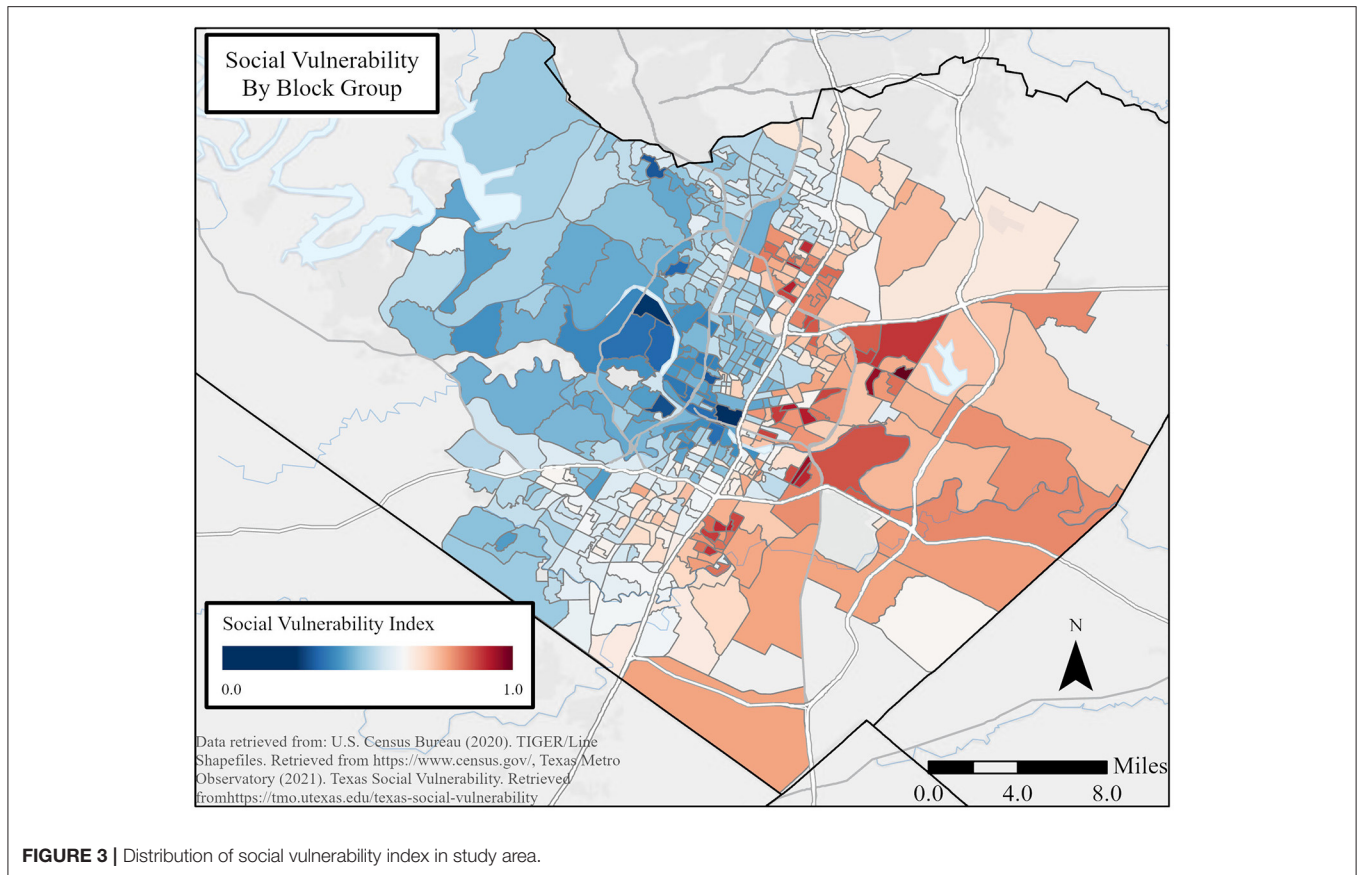 Social Vulnerability
By Block Group
Social Vulnerability Index
0.0 1.0
N
Miles
0.0 4.0 8.0
Data retrieved from: U.S. Census Bureau (2020). TIGER/Line
Shapefiles. Retrieved from https://www.census.gov/, Texas Metro
Observatory (2021). Texas Social Vulnerability. Retrieved
fromhttps://tmo.utexas.edu/texas-social-vulnerability
FIGURE 3 | Distribution of social vulnerability index in study area.